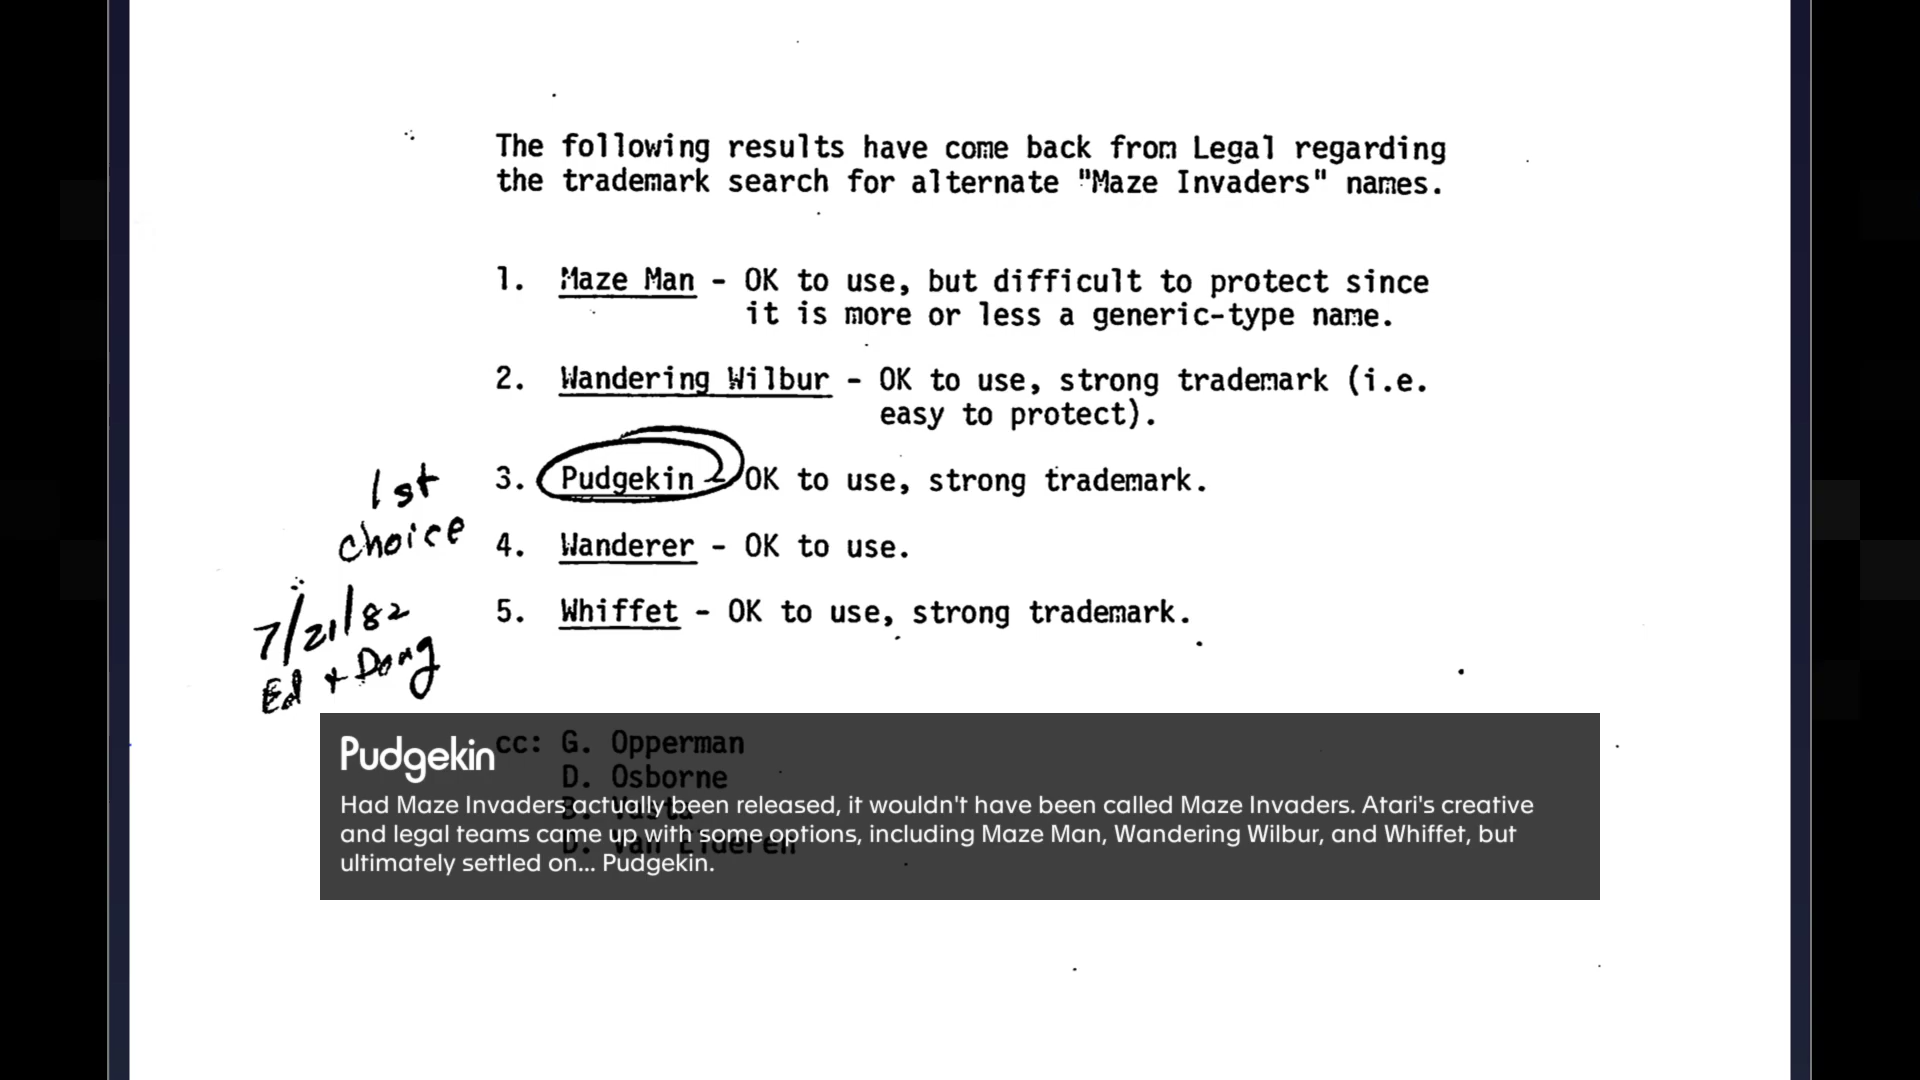 The following results have come back from Legal regarding
the trademark search for alternate "Maze Invaders" names.
1. Maze Man - OK to use, but difficult to protect since
it is more or less a generic-type name.
2. Wandering Wilbur - OK to use, strong trademark (i.e.
easy to protect).
3. Pudgekin - OK to use, strong trademark.
1st
choice
4. Wanderer - OK to use.
7/21/82
Ed + Doug
5. Whiffet - OK to use, strong trademark.
cc: G. Opperman
D. Osborne
B. Vasta
D. Van Elderen
Pudgekin
Had Maze Invaders actually been released, it wouldn't have been called Maze Invaders. Atari's creative
and legal teams came up with some options, including Maze Man, Wandering Wilbur, and Whiffet, but
ultimately settled on... Pudgekin.